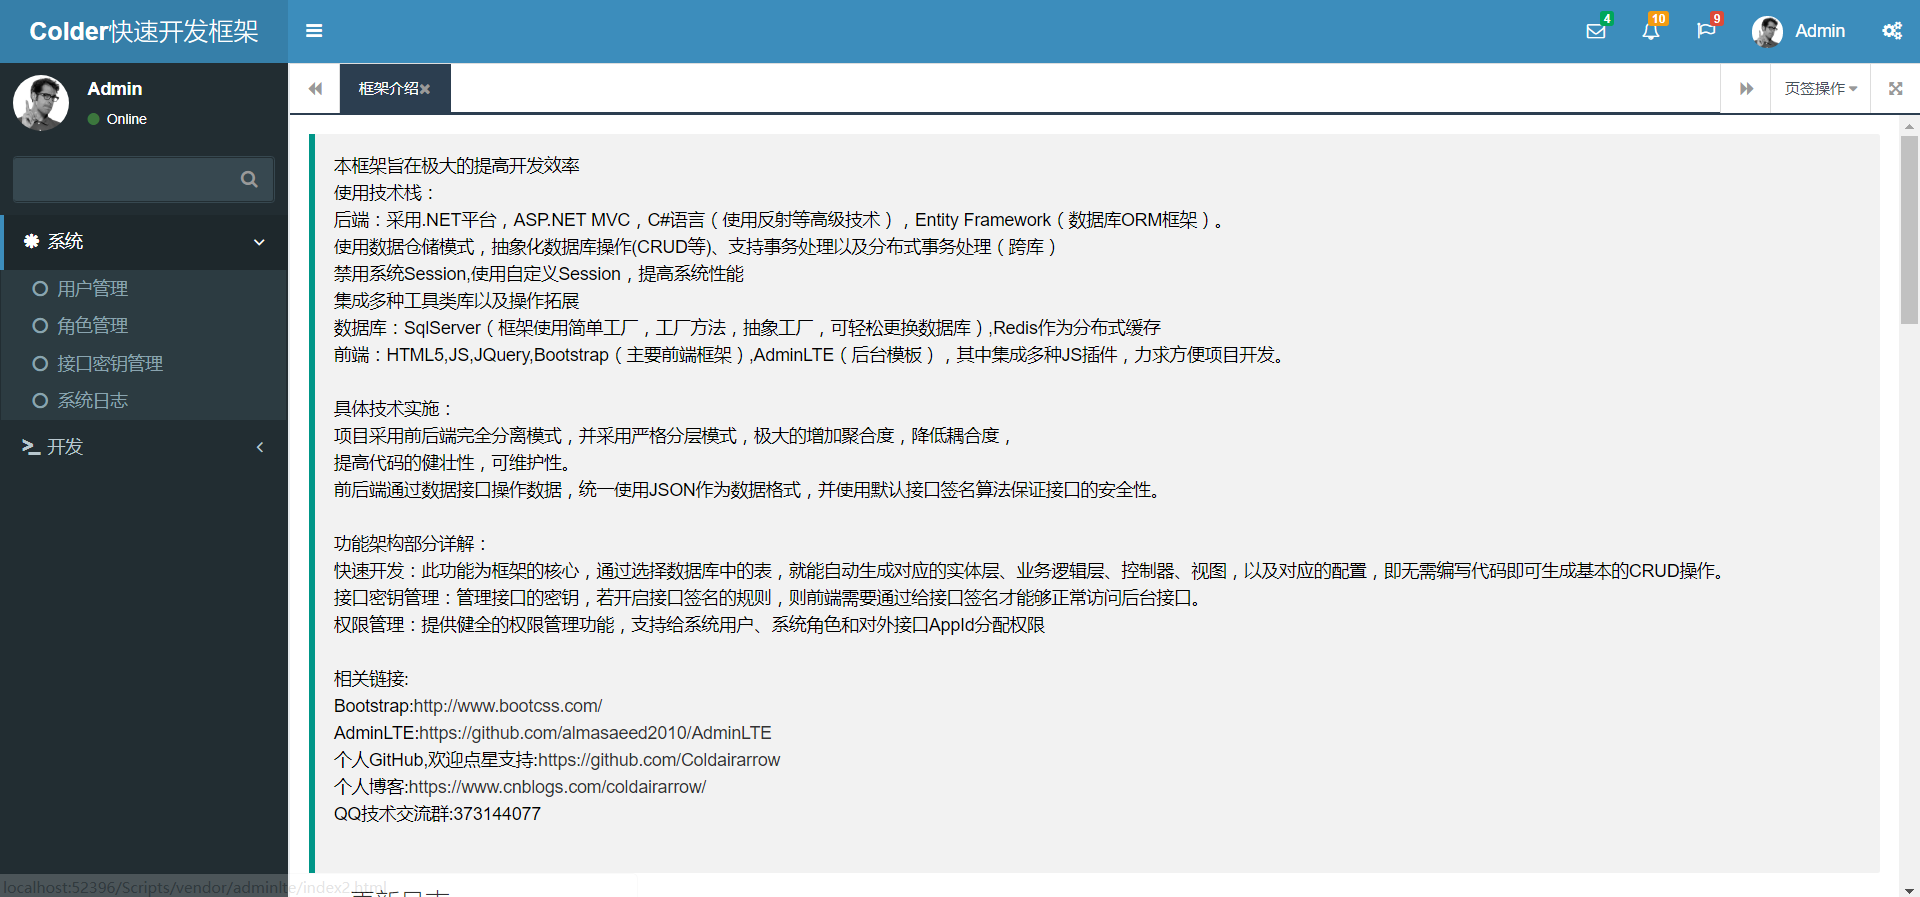 Colder快速开发框架
4
10
9
Admin
Admin
Online
框架介绍
页签操作
系统
用户管理
角色管理
接口密钥管理
系统日志
开发
本框架旨在极大的提高开发效率
使用技术栈：
后端：采用.NET平台，ASP.NET MVC，C#语言（使用反射等高级技术），Entity Framework（数据库ORM框架）。
使用数据仓储模式，抽象化数据库操作(CRUD等)、支持事务处理以及分布式事务处理（跨库）
禁用系统Session,使用自定义Session，提高系统性能
集成多种工具类库以及操作拓展
数据库：SqlServer（框架使用简单工厂，工厂方法，抽象工厂，可轻松更换数据库）,Redis作为分布式缓存
前端：HTML5,JS,JQuery,Bootstrap（主要前端框架）,AdminLTE（后台模板），其中集成多种JS插件，力求方便项目开发。
具体技术实施：
项目采用前后端完全分离模式，并采用严格分层模式，极大的增加聚合度，降低耦合度，
提高代码的健壮性，可维护性。
前后端通过数据接口操作数据，统一使用JSON作为数据格式，并使用默认接口签名算法保证接口的安全性。
功能架构部分详解：
快速开发：此功能为框架的核心，通过选择数据库中的表，就能自动生成对应的实体层、业务逻辑层、控制器、视图，以及对应的配置，即无需编写代码即可生成基本的CRUD操作。
接口密钥管理：管理接口的密钥，若开启接口签名的规则，则前端需要通过给接口签名才能够正常访问后台接口。
权限管理：提供健全的权限管理功能，支持给系统用户、系统角色和对外接口AppId分配权限
相关链接:
Bootstrap:http://www.bootcss.com/
AdminLTE:https://github.com/almasaeed2010/AdminLTE
个人GitHub,欢迎点星支持:https://github.com/Coldairarrow
个人博客:https://www.cnblogs.com/coldairarrow/
QQ技术交流群:373144077
更新日志
localhost:52396/Scripts/vendor/adminlte/index2.html